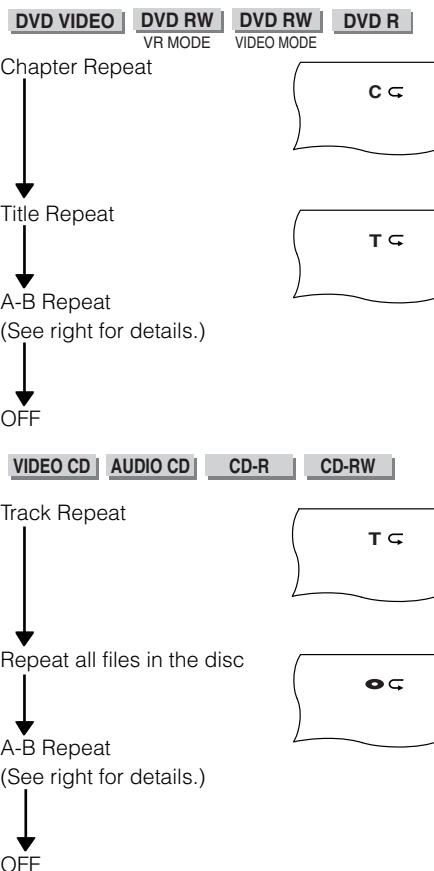 DVD VIDEO DVD RW DVD RW DVD R
VR MODE VIDEO MODE
Chapter Repeat
C
Title Repeat
T
A-B Repeat
(See right for details.)
OFF
VIDEO CD AUDIO CD CD-R CD-RW
Track Repeat
T
Repeat all files in the disc
A-B Repeat
(See right for details.)
OFF